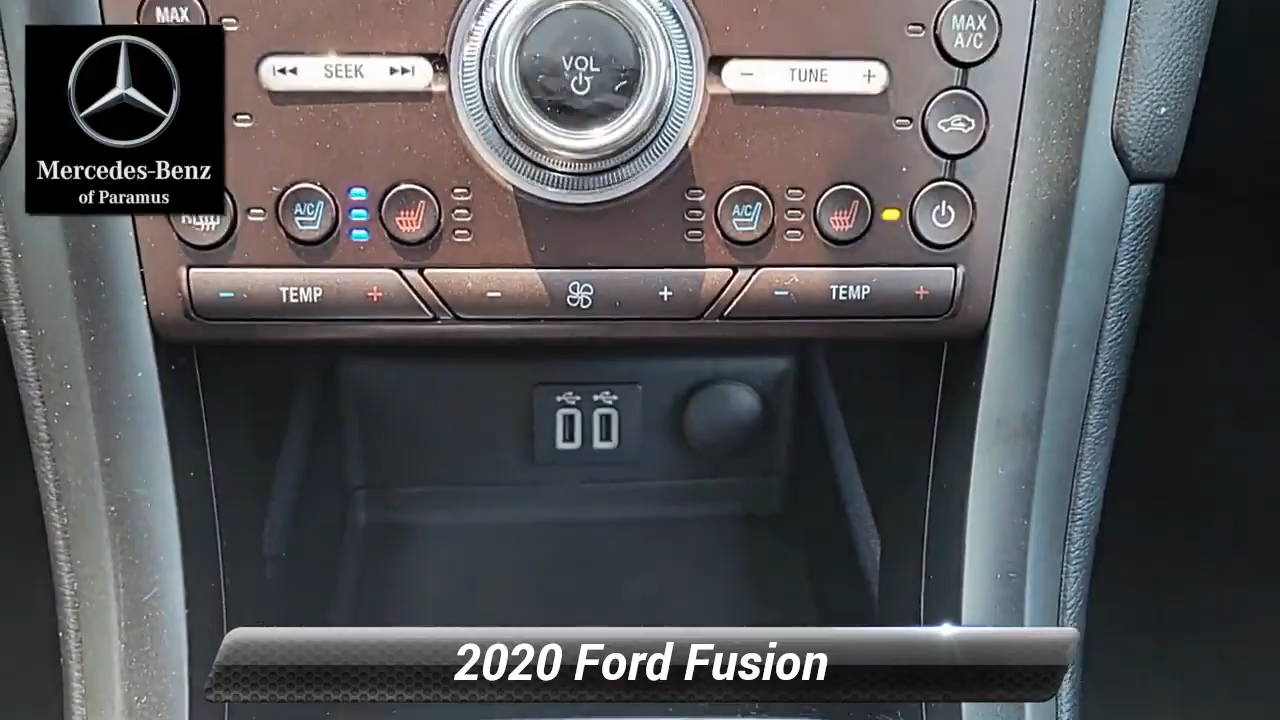 MAX
MAX
A/C
SEEK
VOL
− TUNE +
Mercedes-Benz
of Paramus
A/C
A/C
− TEMP +
− +
− TEMP +
2020 Ford Fusion